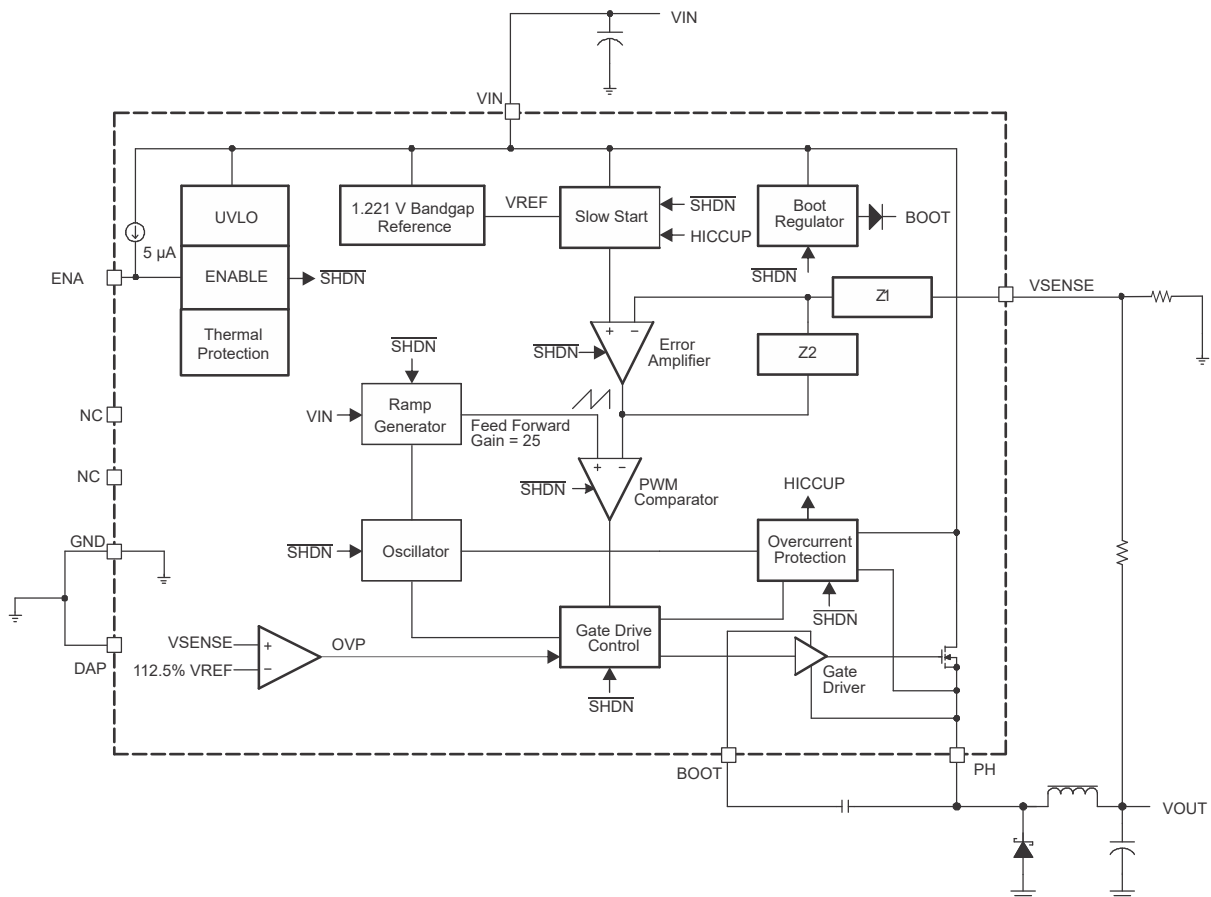 VIN
VIN
UVLO
1.221 V Bandgap
Reference
VREF
Slow Start
SHDN
HICCUP
Boot
Regulator
BOOT
SHDN
5 µA
ENA
ENABLE
SHDN
Thermal
Protection
Z1
VSENSE
Z2
+ −
Error
Amplifier
SHDN
SHDN
VIN
Ramp
Generator
Feed Forward
Gain = 25
NC
NC
+ −
PWM
Comparator
SHDN
HICCUP
Overcurrent
Protection
SHDN
GND
SHDN
Oscillator
DAP
VSENSE
+
112.5% VREF
−
OVP
Gate Drive
Control
SHDN
Gate
Driver
BOOT
PH
VOUT